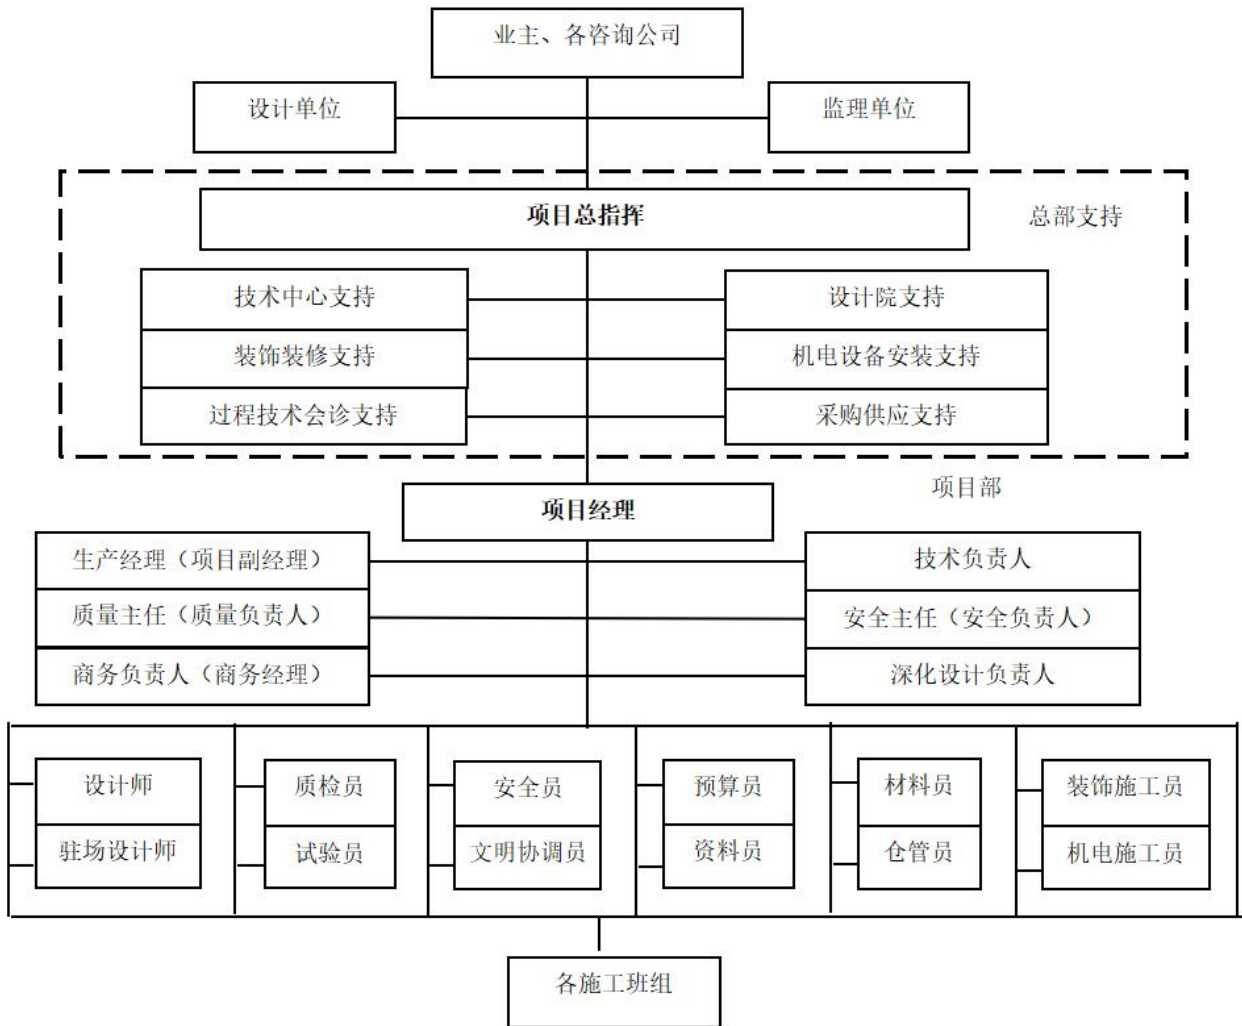 业主、各咨询公司
设计单位
监理单位
项目总指挥
总部支持
技术中心支持
设计院支持
装饰装修支持
机电设备安装支持
过程技术会诊支持
采购供应支持
项目部
项目经理
生产经理（项目副经理）
技术负责人
质量主任（质量负责人）
安全主任（安全负责人）
商务负责人（商务经理）
深化设计负责人
设计师
质检员
安全员
预算员
材料员
装饰施工员
驻场设计师
试验员
文明协调员
资料员
仓管员
机电施工员
各施工班组